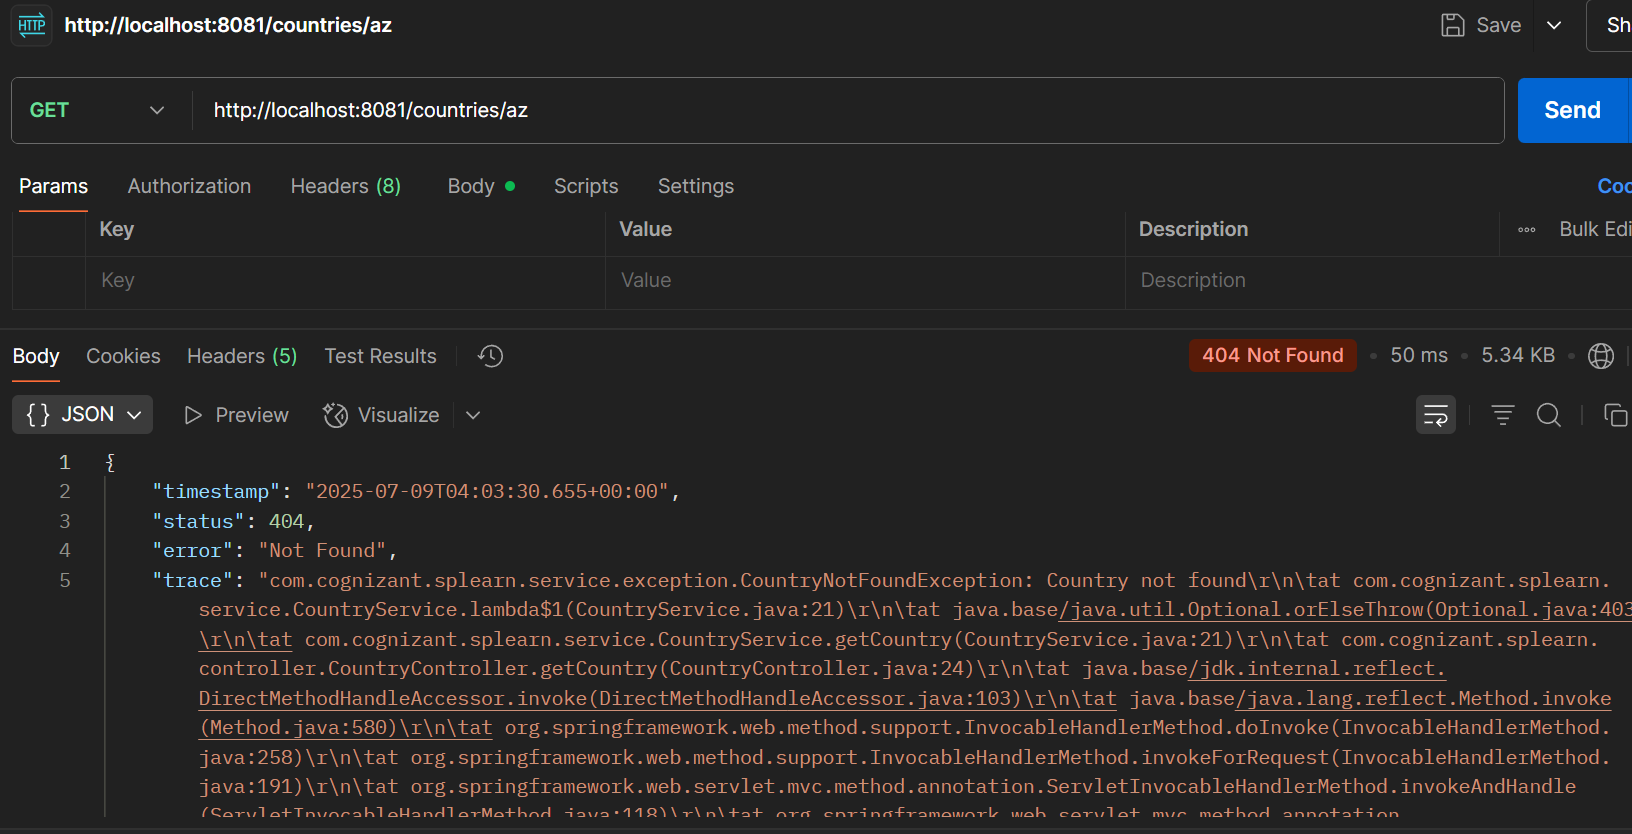 HTTP http://localhost:8081/countries/az Save Sh
GET http://localhost:8081/countries/az Send
Params Authorization Headers (8) Body Scripts Settings Coo
Key Value Description Bulk Edi
Key Value Description
Body Cookies Headers (5) Test Results 404 Not Found • 50 ms • 5.34 KB •
{} JSON Preview Visualize
1 {
2 "timestamp": "2025-07-09T04:03:30.655+00:00",
3 "status": 404,
4 "error": "Not Found",
5 "trace": "com.cognizant.splearn.service.exception.CountryNotFoundException: Country not found\r\n\tat com.cognizant.splearn.
service.CountryService.lambda$1(CountryService.java:21)\r\n\tat java.base/java.util.Optional.orElseThrow(Optional.java:403
\r\n\tat com.cognizant.splearn.service.CountryService.getCountry(CountryService.java:21)\r\n\tat com.cognizant.splearn.
controller.CountryController.getCountry(CountryController.java:24)\r\n\tat java.base/jdk.internal.reflect.
DirectMethodHandleAccessor.invoke(DirectMethodHandleAccessor.java:103)\r\n\tat java.base/java.lang.reflect.Method.invoke
(Method.java:580)\r\n\tat org.springframework.web.method.support.InvocableHandlerMethod.doInvoke(InvocableHandlerMethod.
java:258)\r\n\tat org.springframework.web.method.support.InvocableHandlerMethod.invokeForRequest(InvocableHandlerMethod.
java:191)\r\n\tat org.springframework.web.servlet.mvc.method.annotation.ServletInvocableHandlerMethod.invokeAndHandle
(ServletInvocableHandlerMethod.java:118)\r\n\tat org.springframework.web.servlet.mvc.method.annotation.